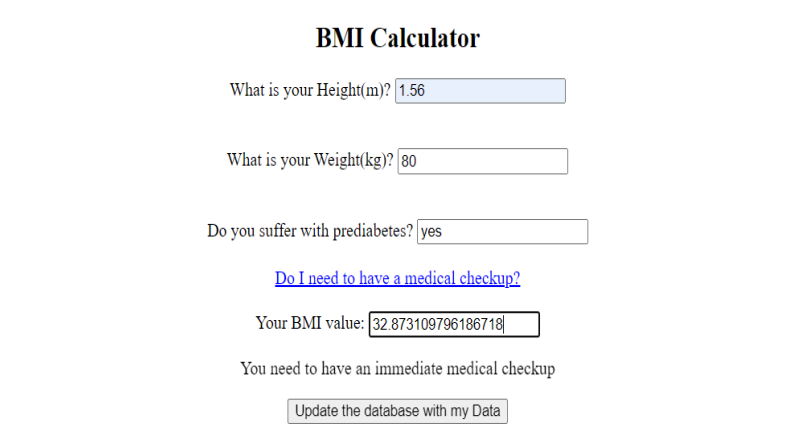 BMI Calculator
What is your Height(m)? 1.56
What is your Weight(kg)? 80
Do you suffer with prediabetes? yes
Do I need to have a medical checkup?
Your BMI value: 32.873109796186718
You need to have an immediate medical checkup
Update the database with my Data